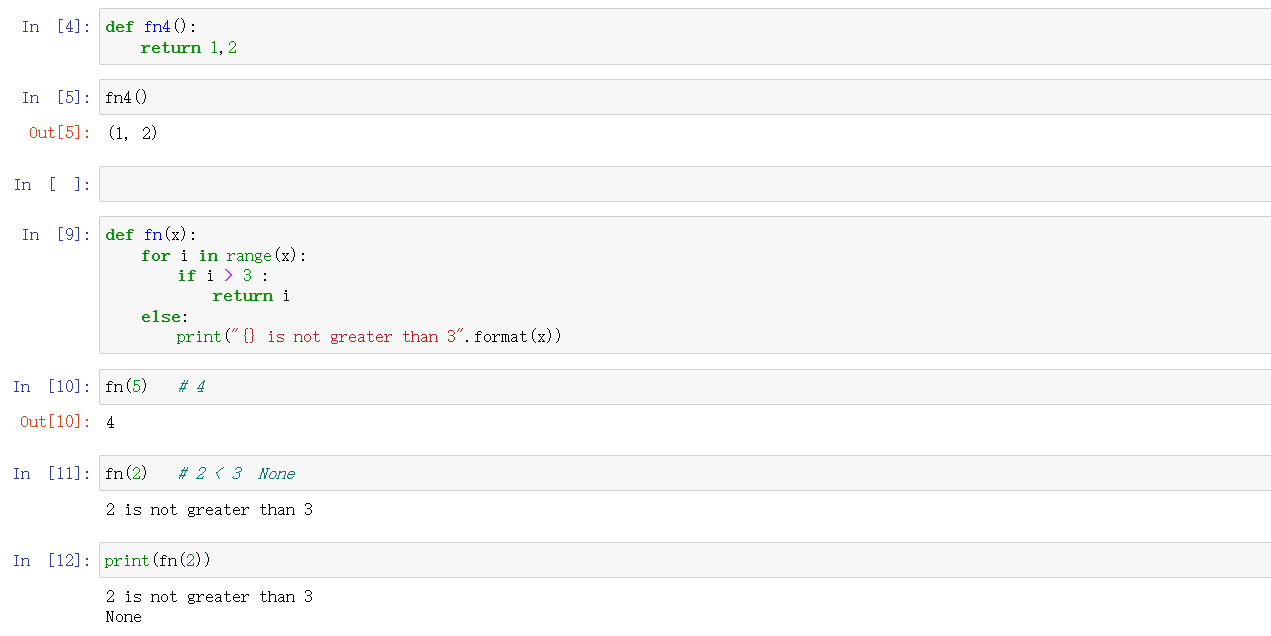 In [4]: def fn4():
    return 1,2
In [5]: fn4()
Out[5]: (1, 2)
In [ ]:
In [9]: def fn(x):
    for i in range(x):
        if i > 3 :
            return i
    else:
        print("{} is not greater than 3".format(x))
In [10]: fn(5)   # 4
Out[10]: 4
In [11]: fn(2)   # 2 < 3  None
2 is not greater than 3
In [12]: print(fn(2))
2 is not greater than 3
None